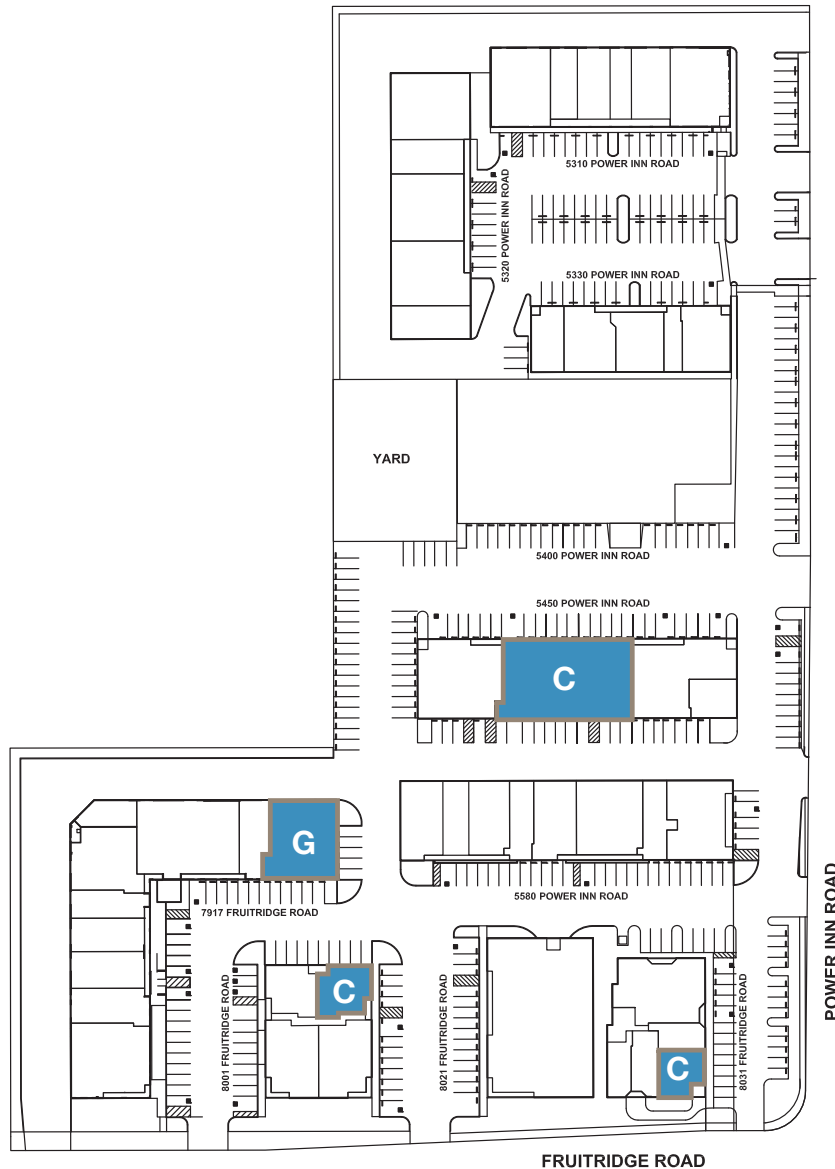 5310 POWER INN ROAD
5320 POWER INN ROAD
5330 POWER INN ROAD
YARD
5400 POWER INN ROAD
5450 POWER INN ROAD
C
G
5580 POWER INN ROAD
7917 FRUITRIDGE ROAD
POWER INN ROAD
C
8001 FRUITRIDGE ROAD
8021 FRUITRIDGE ROAD
C
8031 FRUITRIDGE ROAD
FRUITRIDGE ROAD